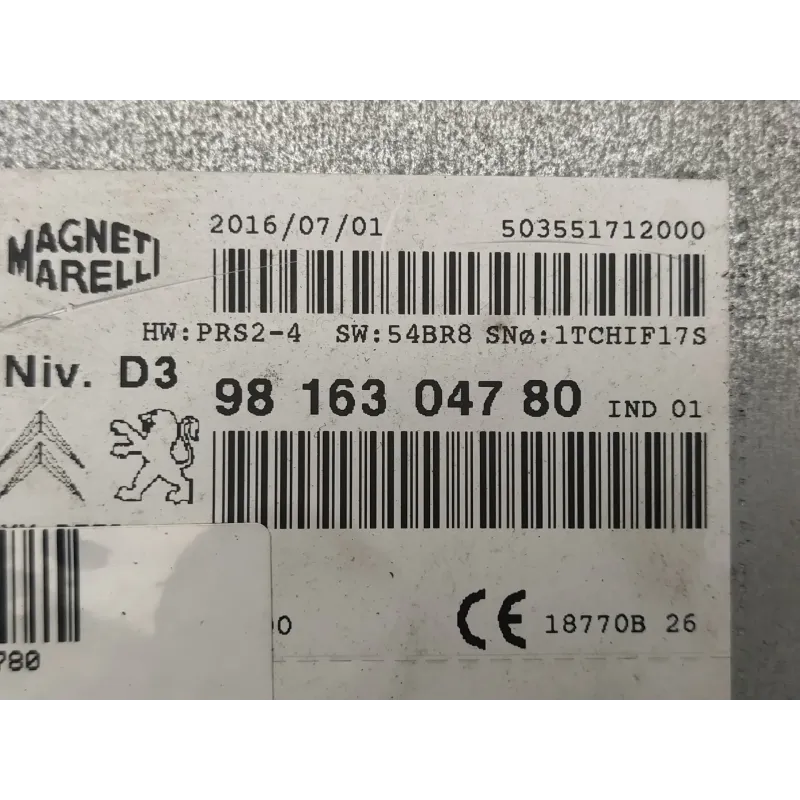 MAGNETI MARELLI
2016/07/01 503551712000
HW:PRS2-4 SW:54BR8 SNø:1TCHIF17S
Niv. D3 98 163 047 80 IND 01
CE 18770B 26
780